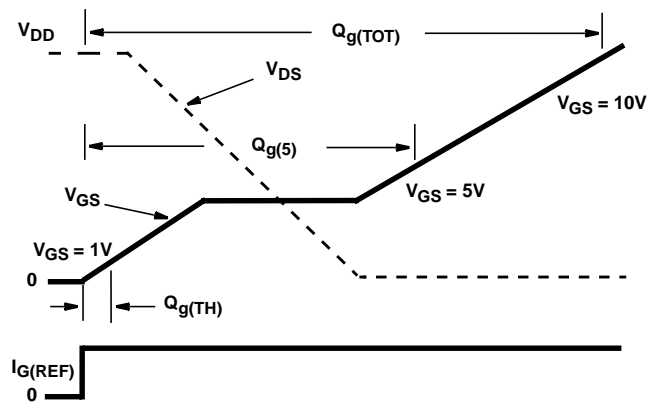 V_DD
Q_g(TOT)
V_DS
V_GS = 10V
Q_g(5)
V_GS
V_GS = 5V
V_GS = 1V
0
Q_g(TH)
I_G(REF)
0